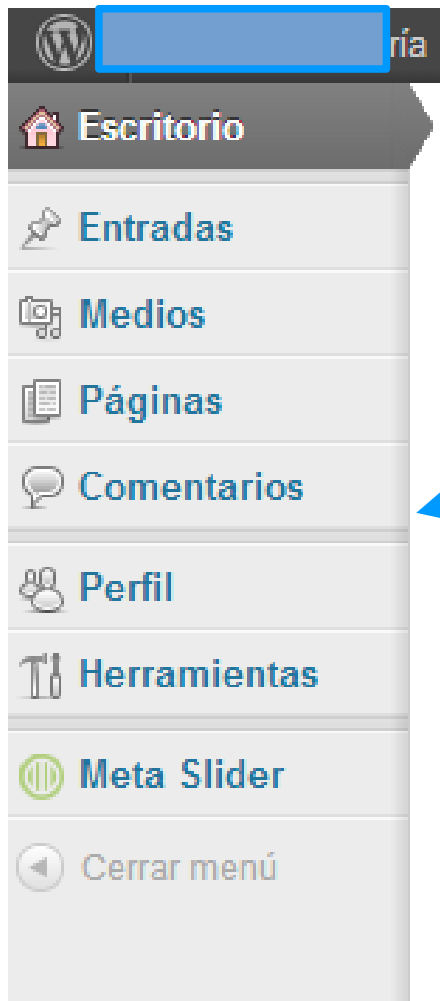 ría
Escritorio
Entradas
Medios
Páginas
Comentarios
Perfil
Herramientas
Meta Slider
Cerrar menú